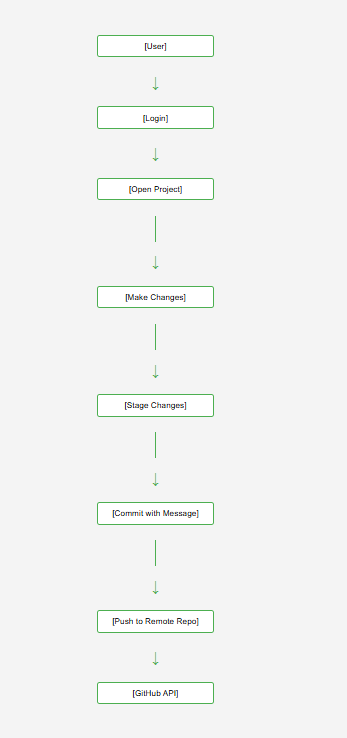 [User]
↓
[Login]
↓
[Open Project]
│
↓
[Make Changes]
│
↓
[Stage Changes]
│
↓
[Commit with Message]
│
↓
[Push to Remote Repo]
↓
[GitHub API]